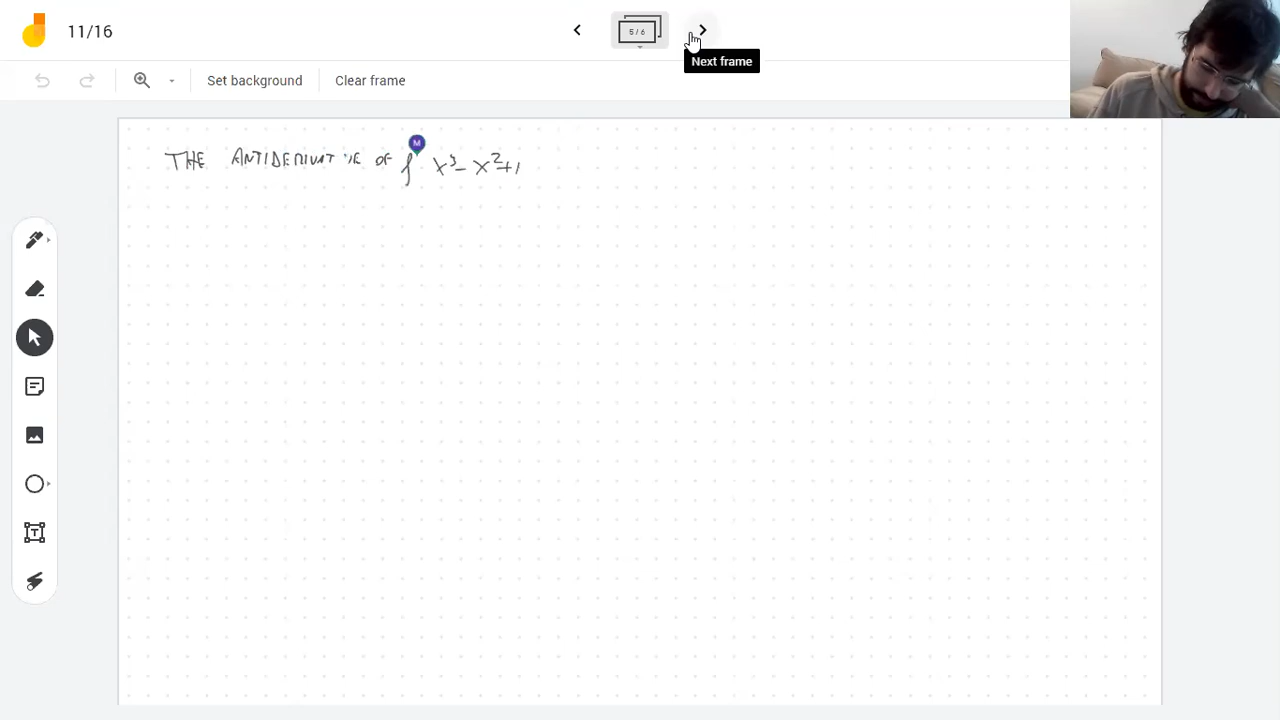 11/16
5 / 6
Next frame
Set background
Clear frame
M
THE ANTIDERIVATIVE OF ∫ x³ - x² + 1